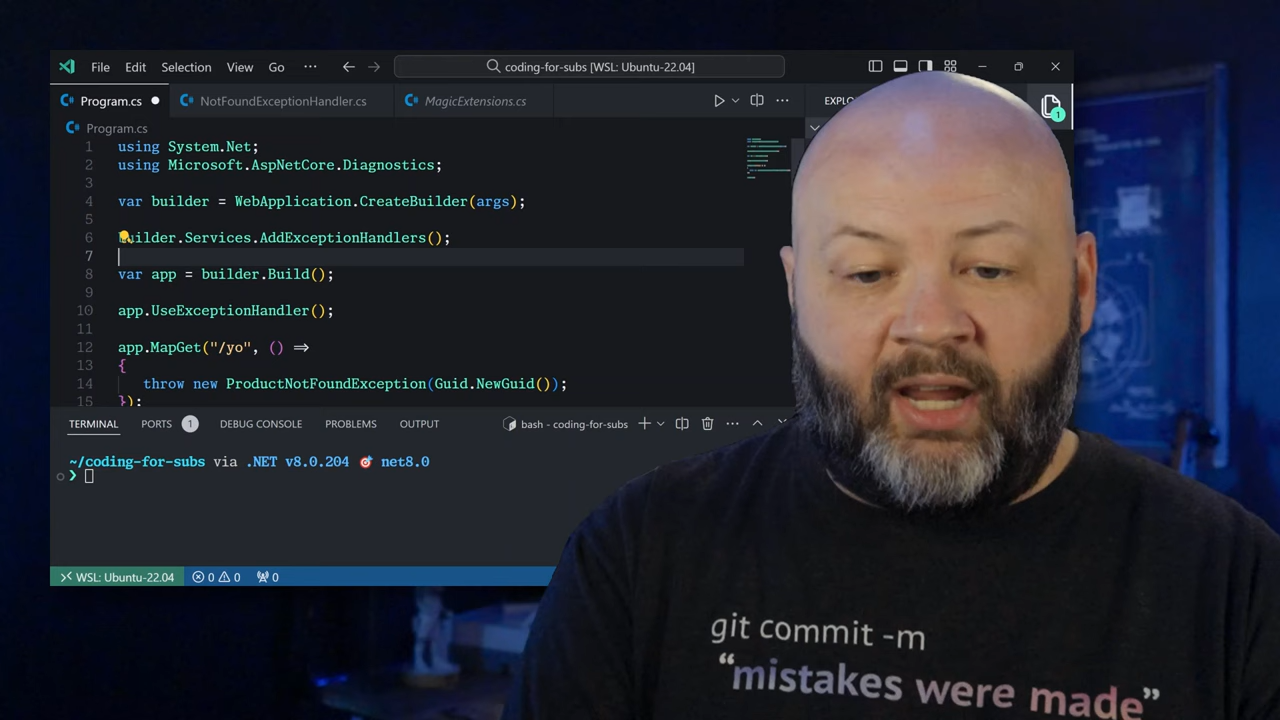 File Edit Selection View Go ··· coding-for-subs [WSL: Ubuntu-22.04]
Program.cs NotFoundExceptionHandler.cs MagicExtensions.cs
Program.cs
1 using System.Net;
2 using Microsoft.AspNetCore.Diagnostics;
3
4 var builder = WebApplication.CreateBuilder(args);
5
6 builder.Services.AddExceptionHandlers();
7
8 var app = builder.Build();
9
10 app.UseExceptionHandler();
11
12 app.MapGet("/yo", () =>
13 {
14 throw new ProductNotFoundException(Guid.NewGuid());
15 });
TERMINAL PORTS 1 DEBUG CONSOLE PROBLEMS OUTPUT bash - coding-for-subs
~/coding-for-subs via .NET v8.0.204 🎯 net8.0
❯
WSL: Ubuntu-22.04 0 0 0
1
git commit -m
“mistakes were made”